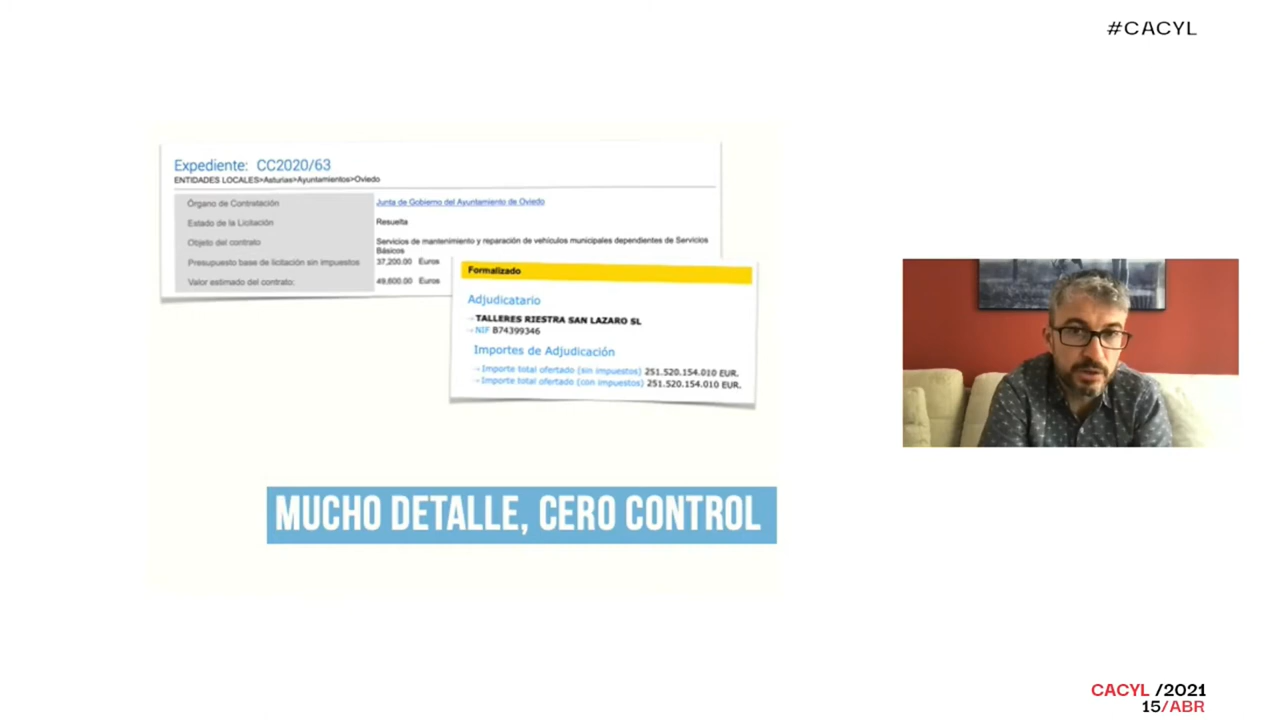 #CACYL
Expediente: CC2020/63
ENTIDADES LOCALES>Asturias>Ayuntamientos>Oviedo
Órgano de Contratación
Junta de Gobierno del Ayuntamiento de Oviedo
Estado de la Licitación
Resuelta
Objeto del contrato
Servicios de mantenimiento y reparación de vehículos municipales dependientes de Servicios
Básicos
Presupuesto base de licitación sin impuestos
37,200.00 Euros
Valor estimado del contrato:
49,600.00 Euros
Formalizado
Adjudicatario
→ TALLERES RIESTRA SAN LAZARO SL
→ NIF B74399346
Importes de Adjudicación
→ Importe total ofertado (sin impuestos) 251.520.154.010 EUR.
→ Importe total ofertado (con impuestos) 251.520.154.010 EUR.
MUCHO DETALLE, CERO CONTROL
CACYL /2021
15/ABR